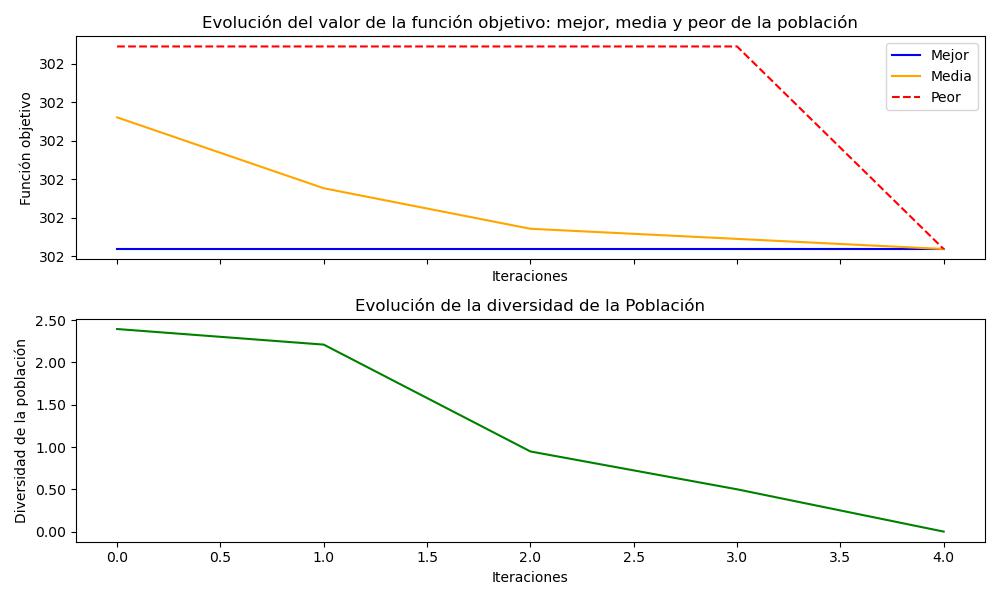 Evolución del valor de la función objetivo: mejor, media y peor de la población
Función objetivo
302
302
302
302
302
302
Mejor
Media
Peor
Iteraciones
Evolución de la diversidad de la Población
Diversidad de la población
2.50
2.00
1.50
1.00
0.50
0.00
0.0 0.5 1.0 1.5 2.0 2.5 3.0 3.5 4.0
Iteraciones